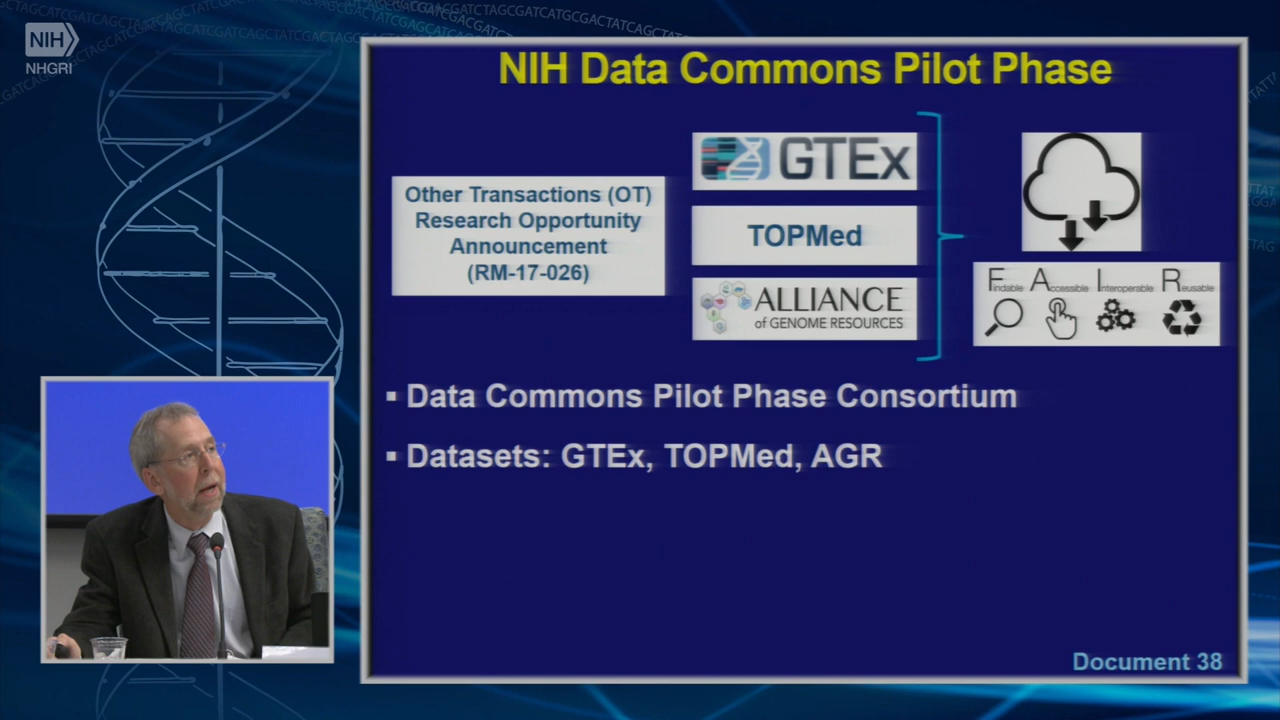 NIH
NHGRI
NIH Data Commons Pilot Phase
Other Transactions (OT)
Research Opportunity
Announcement
(RM-17-026)
GTEx
TOPMed
ALLIANCE
of GENOME RESOURCES
Findable Accessible Interoperable Reusable
▪ Data Commons Pilot Phase Consortium
▪ Datasets: GTEx, TOPMed, AGR
Document 38